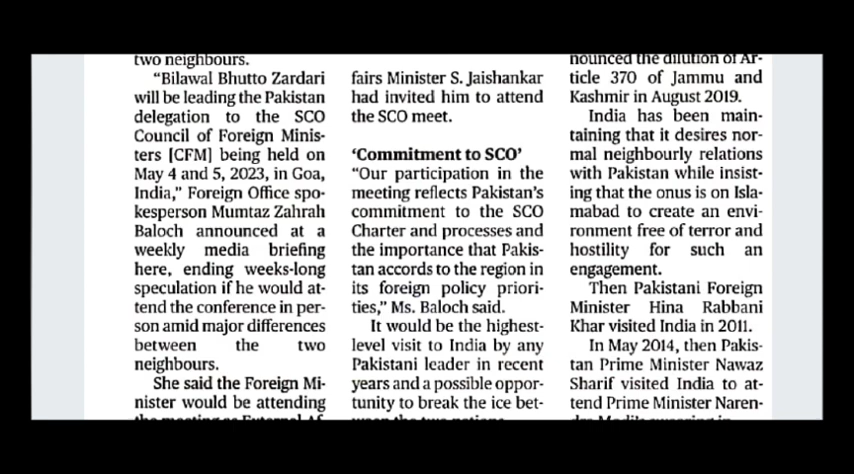 two neighbours.
“Bilawal Bhutto Zardari
will be leading the Pakistan
delegation to the SCO
Council of Foreign Minis-
ters [CFM] being held on
May 4 and 5, 2023, in Goa,
India,” Foreign Office spo-
kesperson Mumtaz Zahrah
Baloch announced at a
weekly media briefing
here, ending weeks-long
speculation if he would at-
tend the conference in per-
son amid major differences
between the two
neighbours.
She said the Foreign Mi-
nister would be attending
the meeting as External Af-
fairs Minister S. Jaishankar
had invited him to attend
the SCO meet.
‘Commitment to SCO’
“Our participation in the
meeting reflects Pakistan’s
commitment to the SCO
Charter and processes and
the importance that Pakis-
tan accords to the region in
its foreign policy priori-
ties,” Ms. Baloch said.
It would be the highest-
level visit to India by any
Pakistani leader in recent
years and a possible oppor-
tunity to break the ice bet-
ween the two nations
nounced the dilution of Ar-
ticle 370 of Jammu and
Kashmir in August 2019.
India has been main-
taining that it desires nor-
mal neighbourly relations
with Pakistan while insist-
ing that the onus is on Isla-
mabad to create an envi-
ronment free of terror and
hostility for such an
engagement.
Then Pakistani Foreign
Minister Hina Rabbani
Khar visited India in 2011.
In May 2014, then Pakis-
tan Prime Minister Nawaz
Sharif visited India to at-
tend Prime Minister Naren-